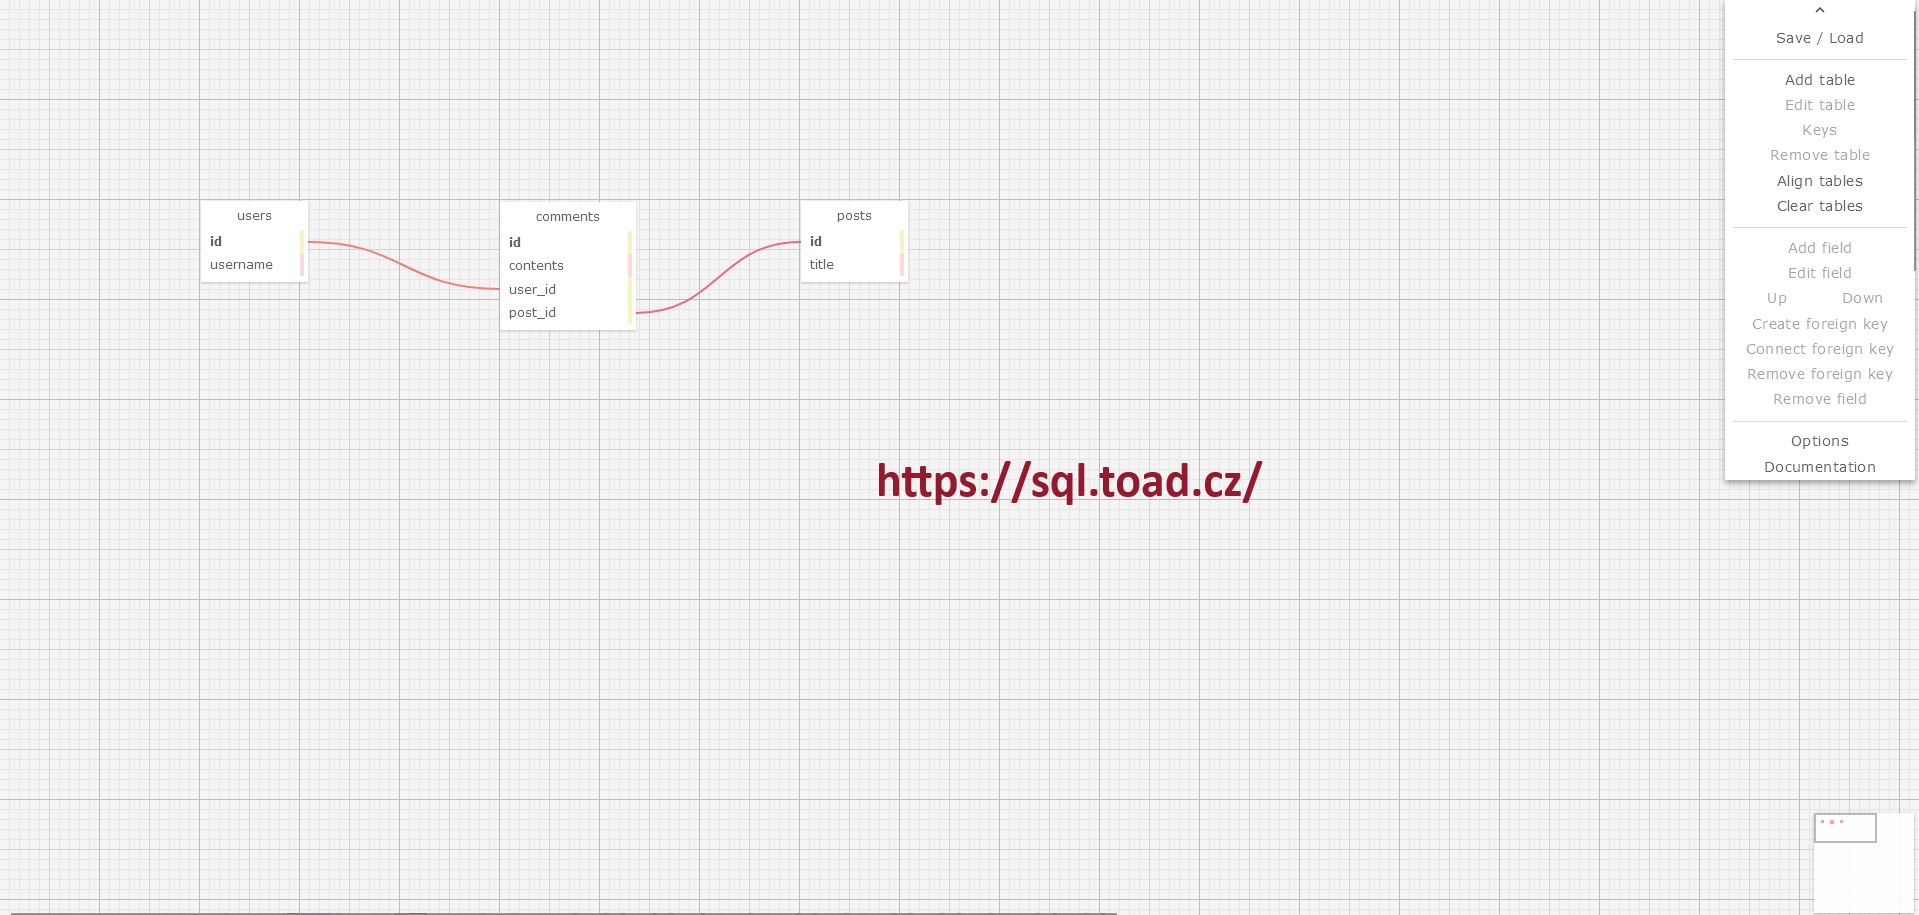 users
id
username
comments
id
contents
user_id
post_id
posts
id
title
https://sql.toad.cz/
Save / Load
Add table
Edit table
Keys
Remove table
Align tables
Clear tables
Add field
Edit field
Up Down
Create foreign key
Connect foreign key
Remove foreign key
Remove field
Options
Documentation